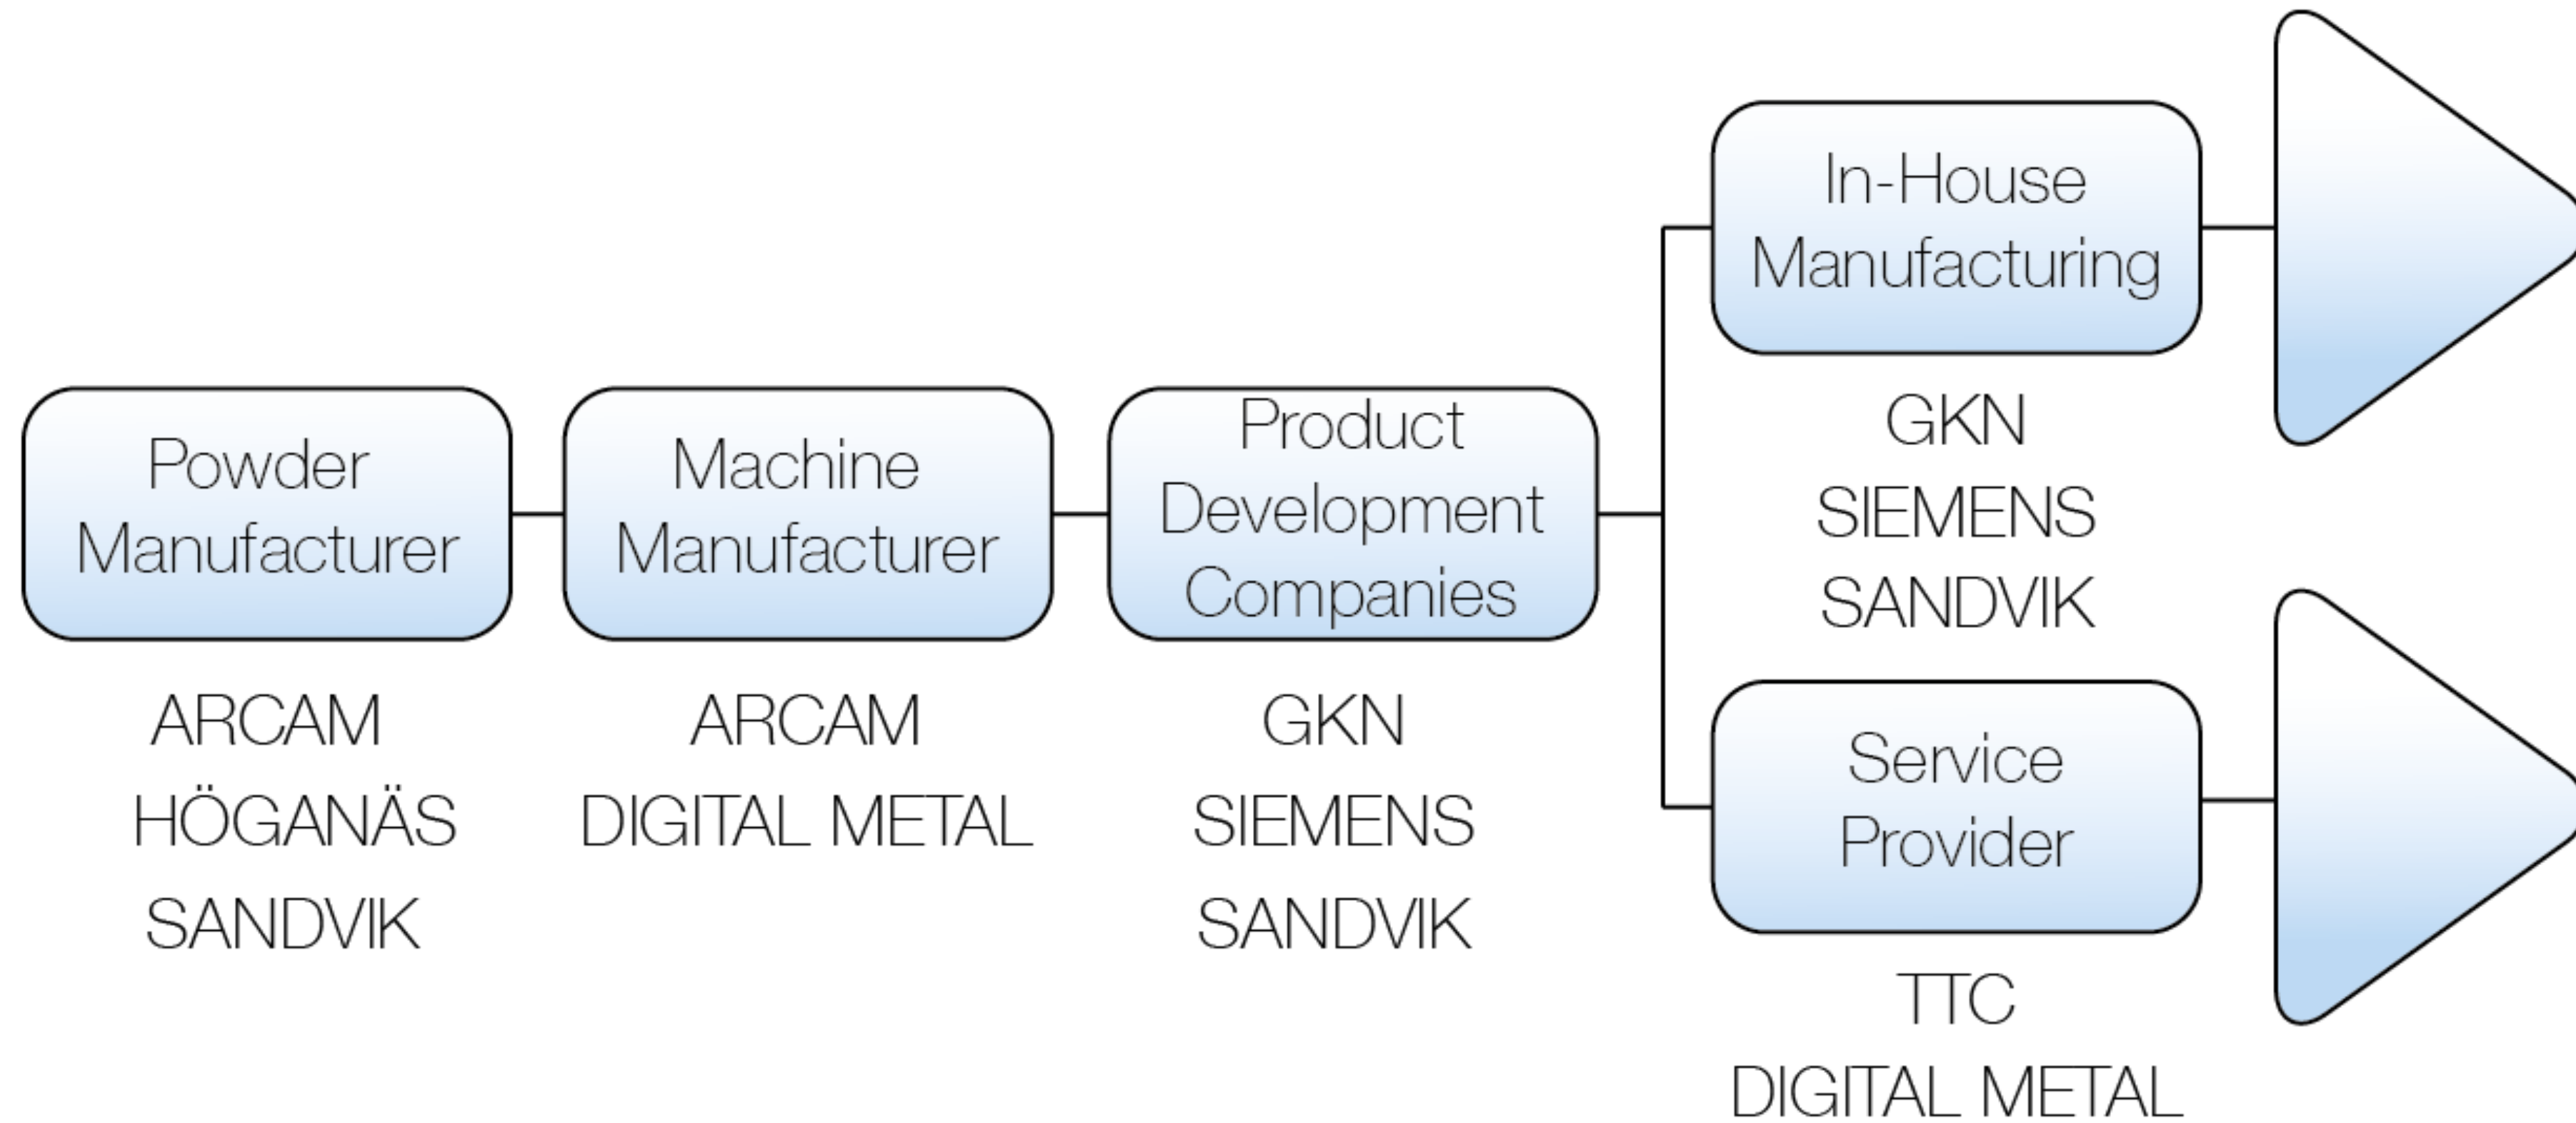 Powder
Manufacturer
ARCAM
HÖGANÄS
SANDVIK
Machine
Manufacturer
ARCAM
DIGITAL METAL
Product
Development
Companies
GKN
SIEMENS
SANDVIK
In-House
Manufacturing
GKN
SIEMENS
SANDVIK
Service
Provider
TTC
DIGITAL METAL